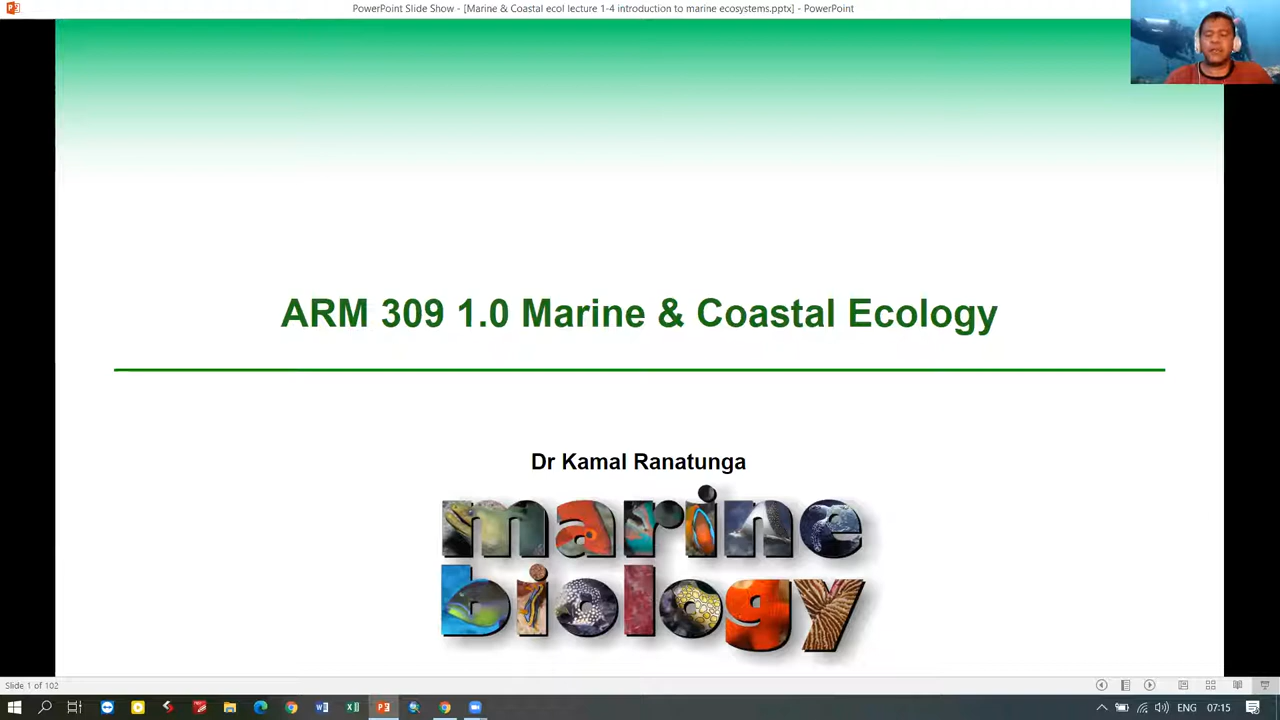 PowerPoint Slide Show - [Marine & Coastal ecol lecture 1-4 introduction to marine ecosystems.pptx] - PowerPoint
ARM 309 1.0 Marine & Coastal Ecology
Dr Kamal Ranatunga
marine
biology
Slide 1 of 102
ENG
07:15